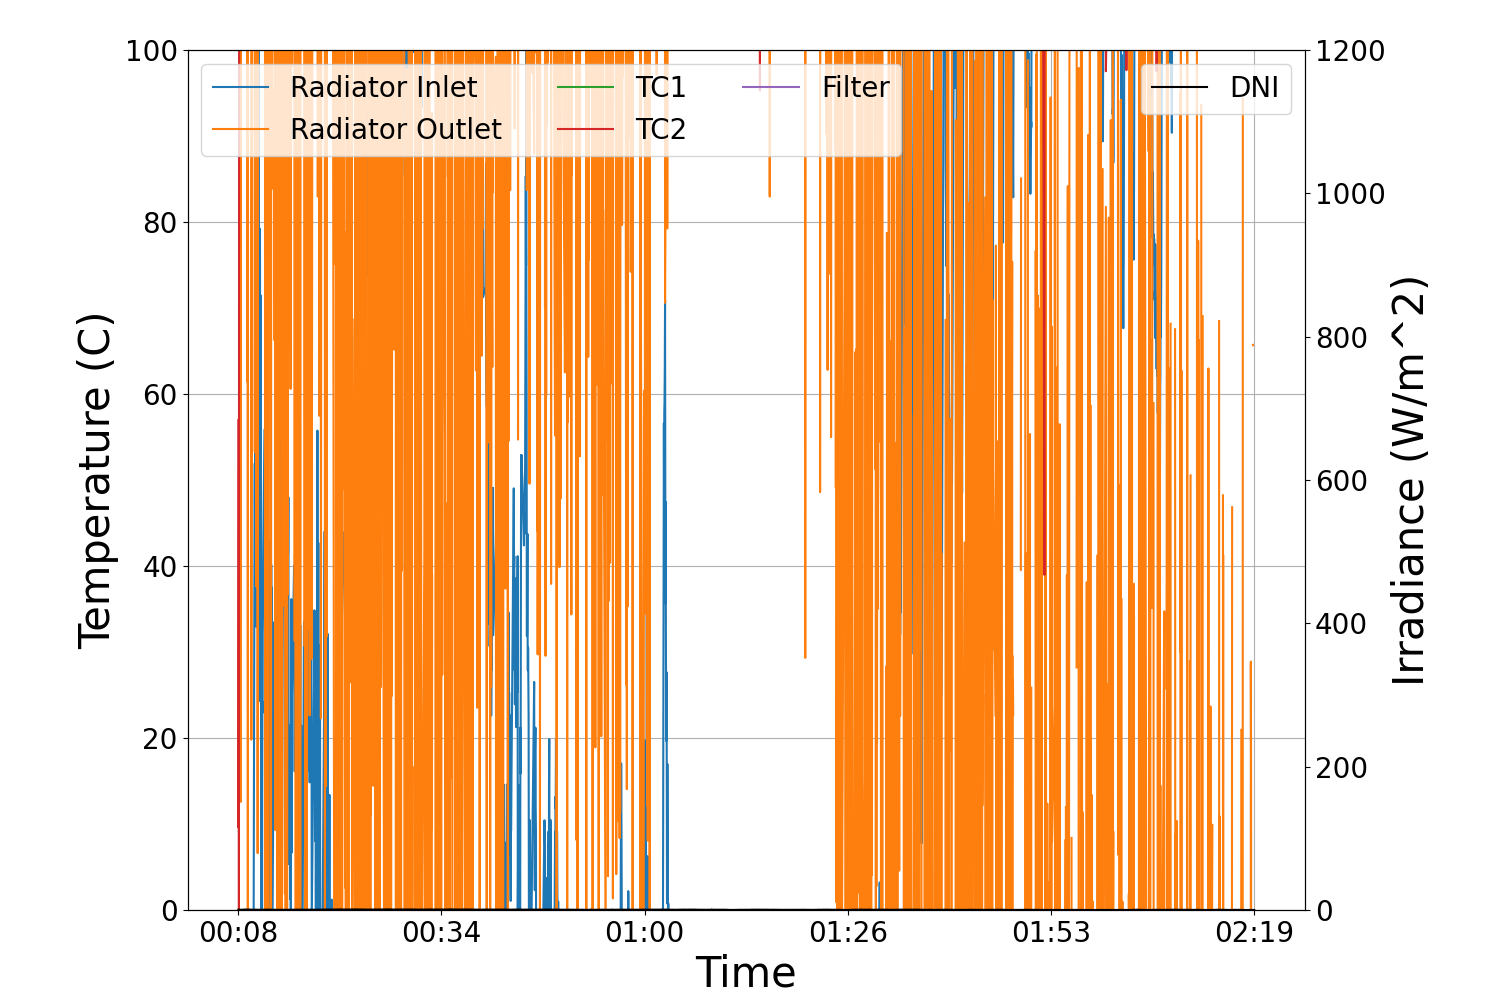 100
80
60
40
20
0
Temperature (C)
Radiator Inlet
Radiator Outlet
TC1
TC2
Filter
DNI
1200
1000
800
600
400
200
0
Irradiance (W/m^2)
00:08
00:34
01:00
01:26
01:53
02:19
Time